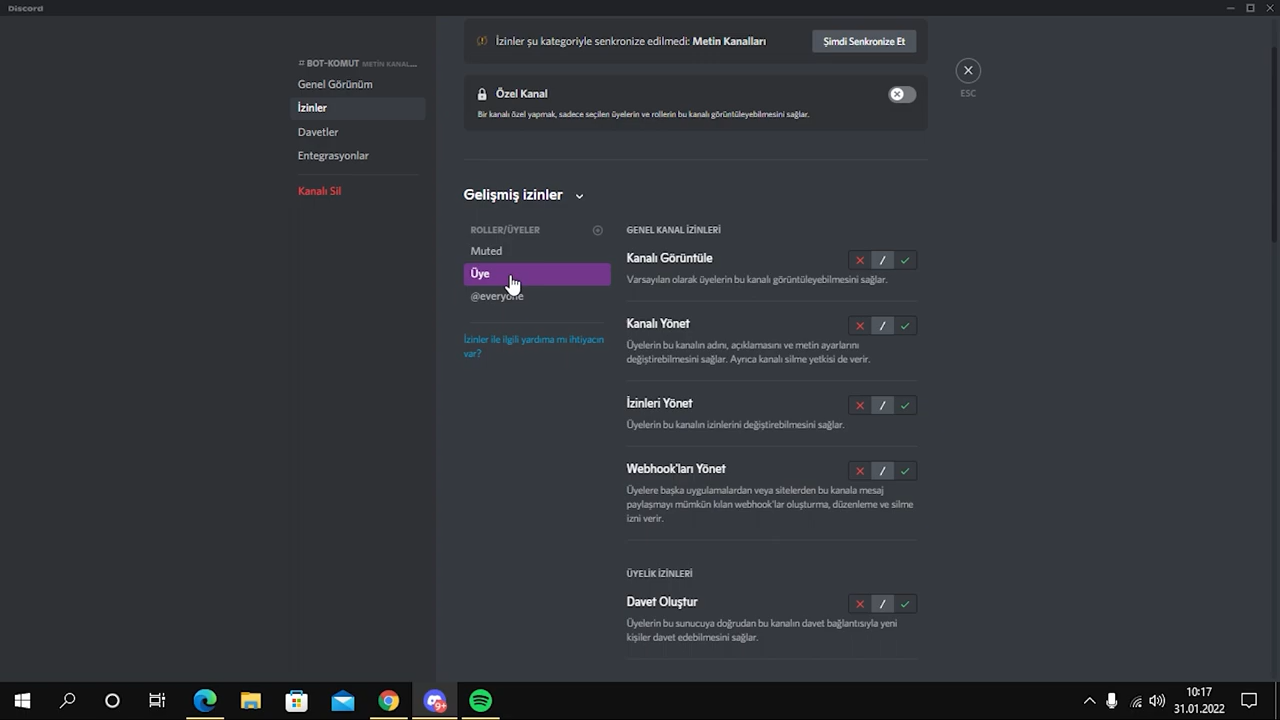 Discord
# BOT-KOMUT METİN KANAL...
Genel Görünüm
İzinler
Davetler
Entegrasyonlar
Kanalı Sil
İzinler şu kategoriyle senkronize edilmedi: Metin Kanalları
Şimdi Senkronize Et
Özel Kanal
Bir kanalı özel yapmak, sadece seçilen üyelerin ve rollerin bu kanalı görüntüleyebilmesini sağlar.
ESC
Gelişmiş izinler
ROLLER/ÜYELER
Muted
Üye
@everyone
İzinler ile ilgili yardıma mı ihtiyacın
var?
GENEL KANAL İZİNLERİ
Kanalı Görüntüle
Varsayılan olarak üyelerin bu kanalı görüntüleyebilmesini sağlar.
Kanalı Yönet
Üyelerin bu kanalın adını, açıklamasını ve metin ayarlarını
değiştirebilmesini sağlar. Ayrıca kanalı silme yetkisi de verir.
İzinleri Yönet
Üyelerin bu kanalın izinlerini değiştirebilmesini sağlar.
Webhook'ları Yönet
Üyelere başka uygulamalardan veya sitelerden bu kanala mesaj
paylaşmayı mümkün kılan webhook'lar oluşturma, düzenleme ve silme
izni verir.
ÜYELİK İZİNLERİ
Davet Oluştur
Üyelerin bu sunucuya doğrudan bu kanalın davet bağlantısıyla yeni
kişiler davet edebilmesini sağlar.
9+
10:17
31.01.2022